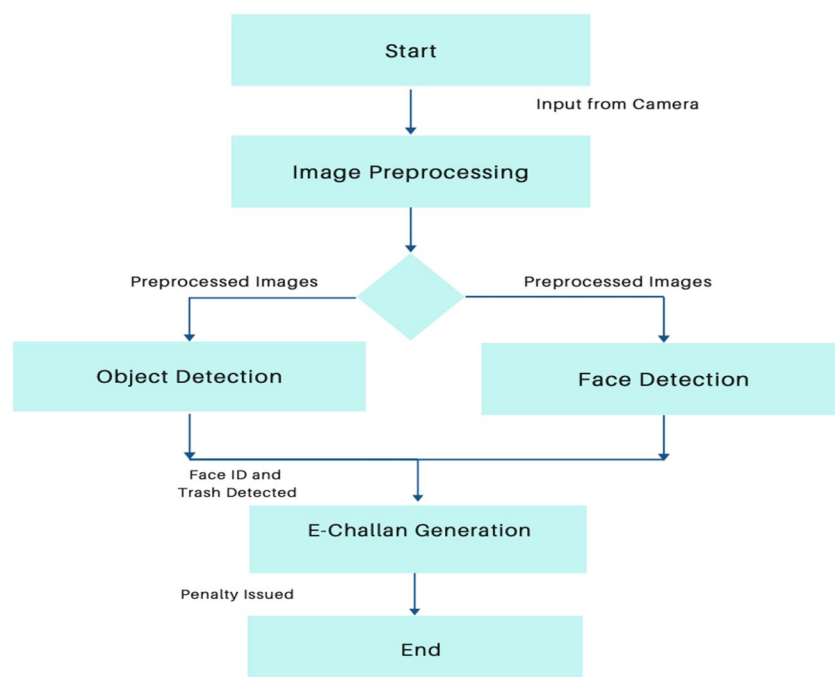 Start
Input from Camera
Image Preprocessing
Preprocessed Images
Preprocessed Images
Object Detection
Face Detection
Face ID and
Trash Detected
E-Challan Generation
Penalty Issued
End